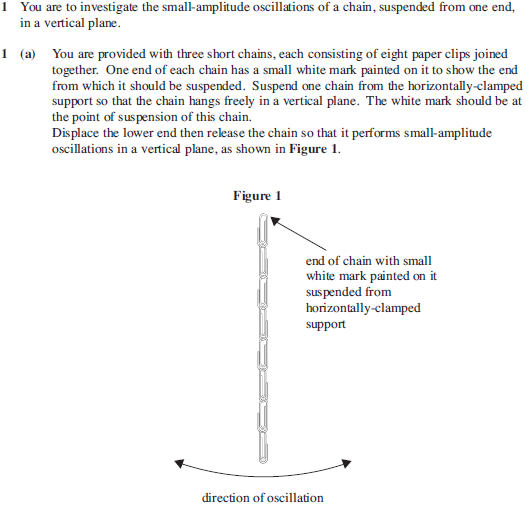 1 You are to investigate the small-amplitude oscillations of a chain, suspended from one end,
in a vertical plane.
1 (a) You are provided with three short chains, each consisting of eight paper clips joined
together. One end of each chain has a small white mark painted on it to show the end
from which it should be suspended. Suspend one chain from the horizontally-clamped
support so that the chain hangs freely in a vertical plane. The white mark should be at
the point of suspension of this chain.
Displace the lower end then release the chain so that it performs small-amplitude
oscillations in a vertical plane, as shown in Figure 1.
Figure 1
end of chain with small
white mark painted on it
suspended from
horizontally-clamped
support
direction of oscillation